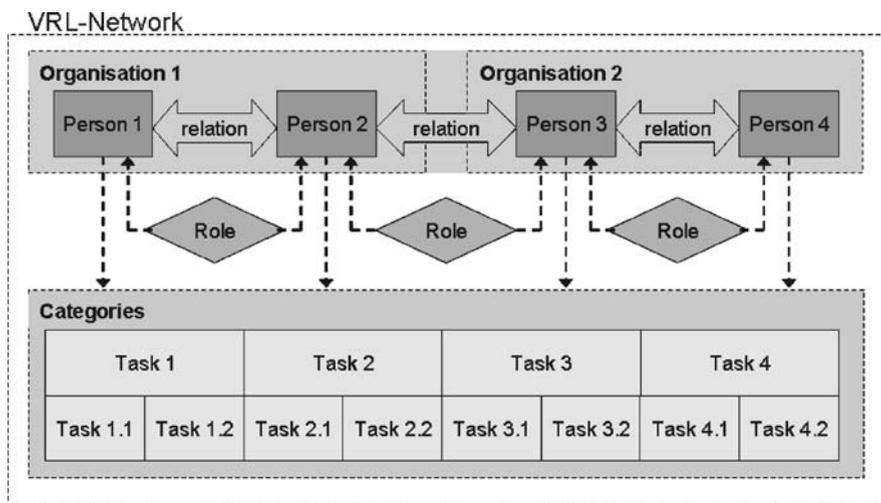 VRL-Network
Organisation 1
Organisation 2
Person 1
relation
Person 2
relation
Person 3
relation
Person 4
Role
Role
Role
Categories
Task 1
Task 2
Task 3
Task 4
Task 1.1
Task 1.2
Task 2.1
Task 2.2
Task 3.1
Task 3.2
Task 4.1
Task 4.2